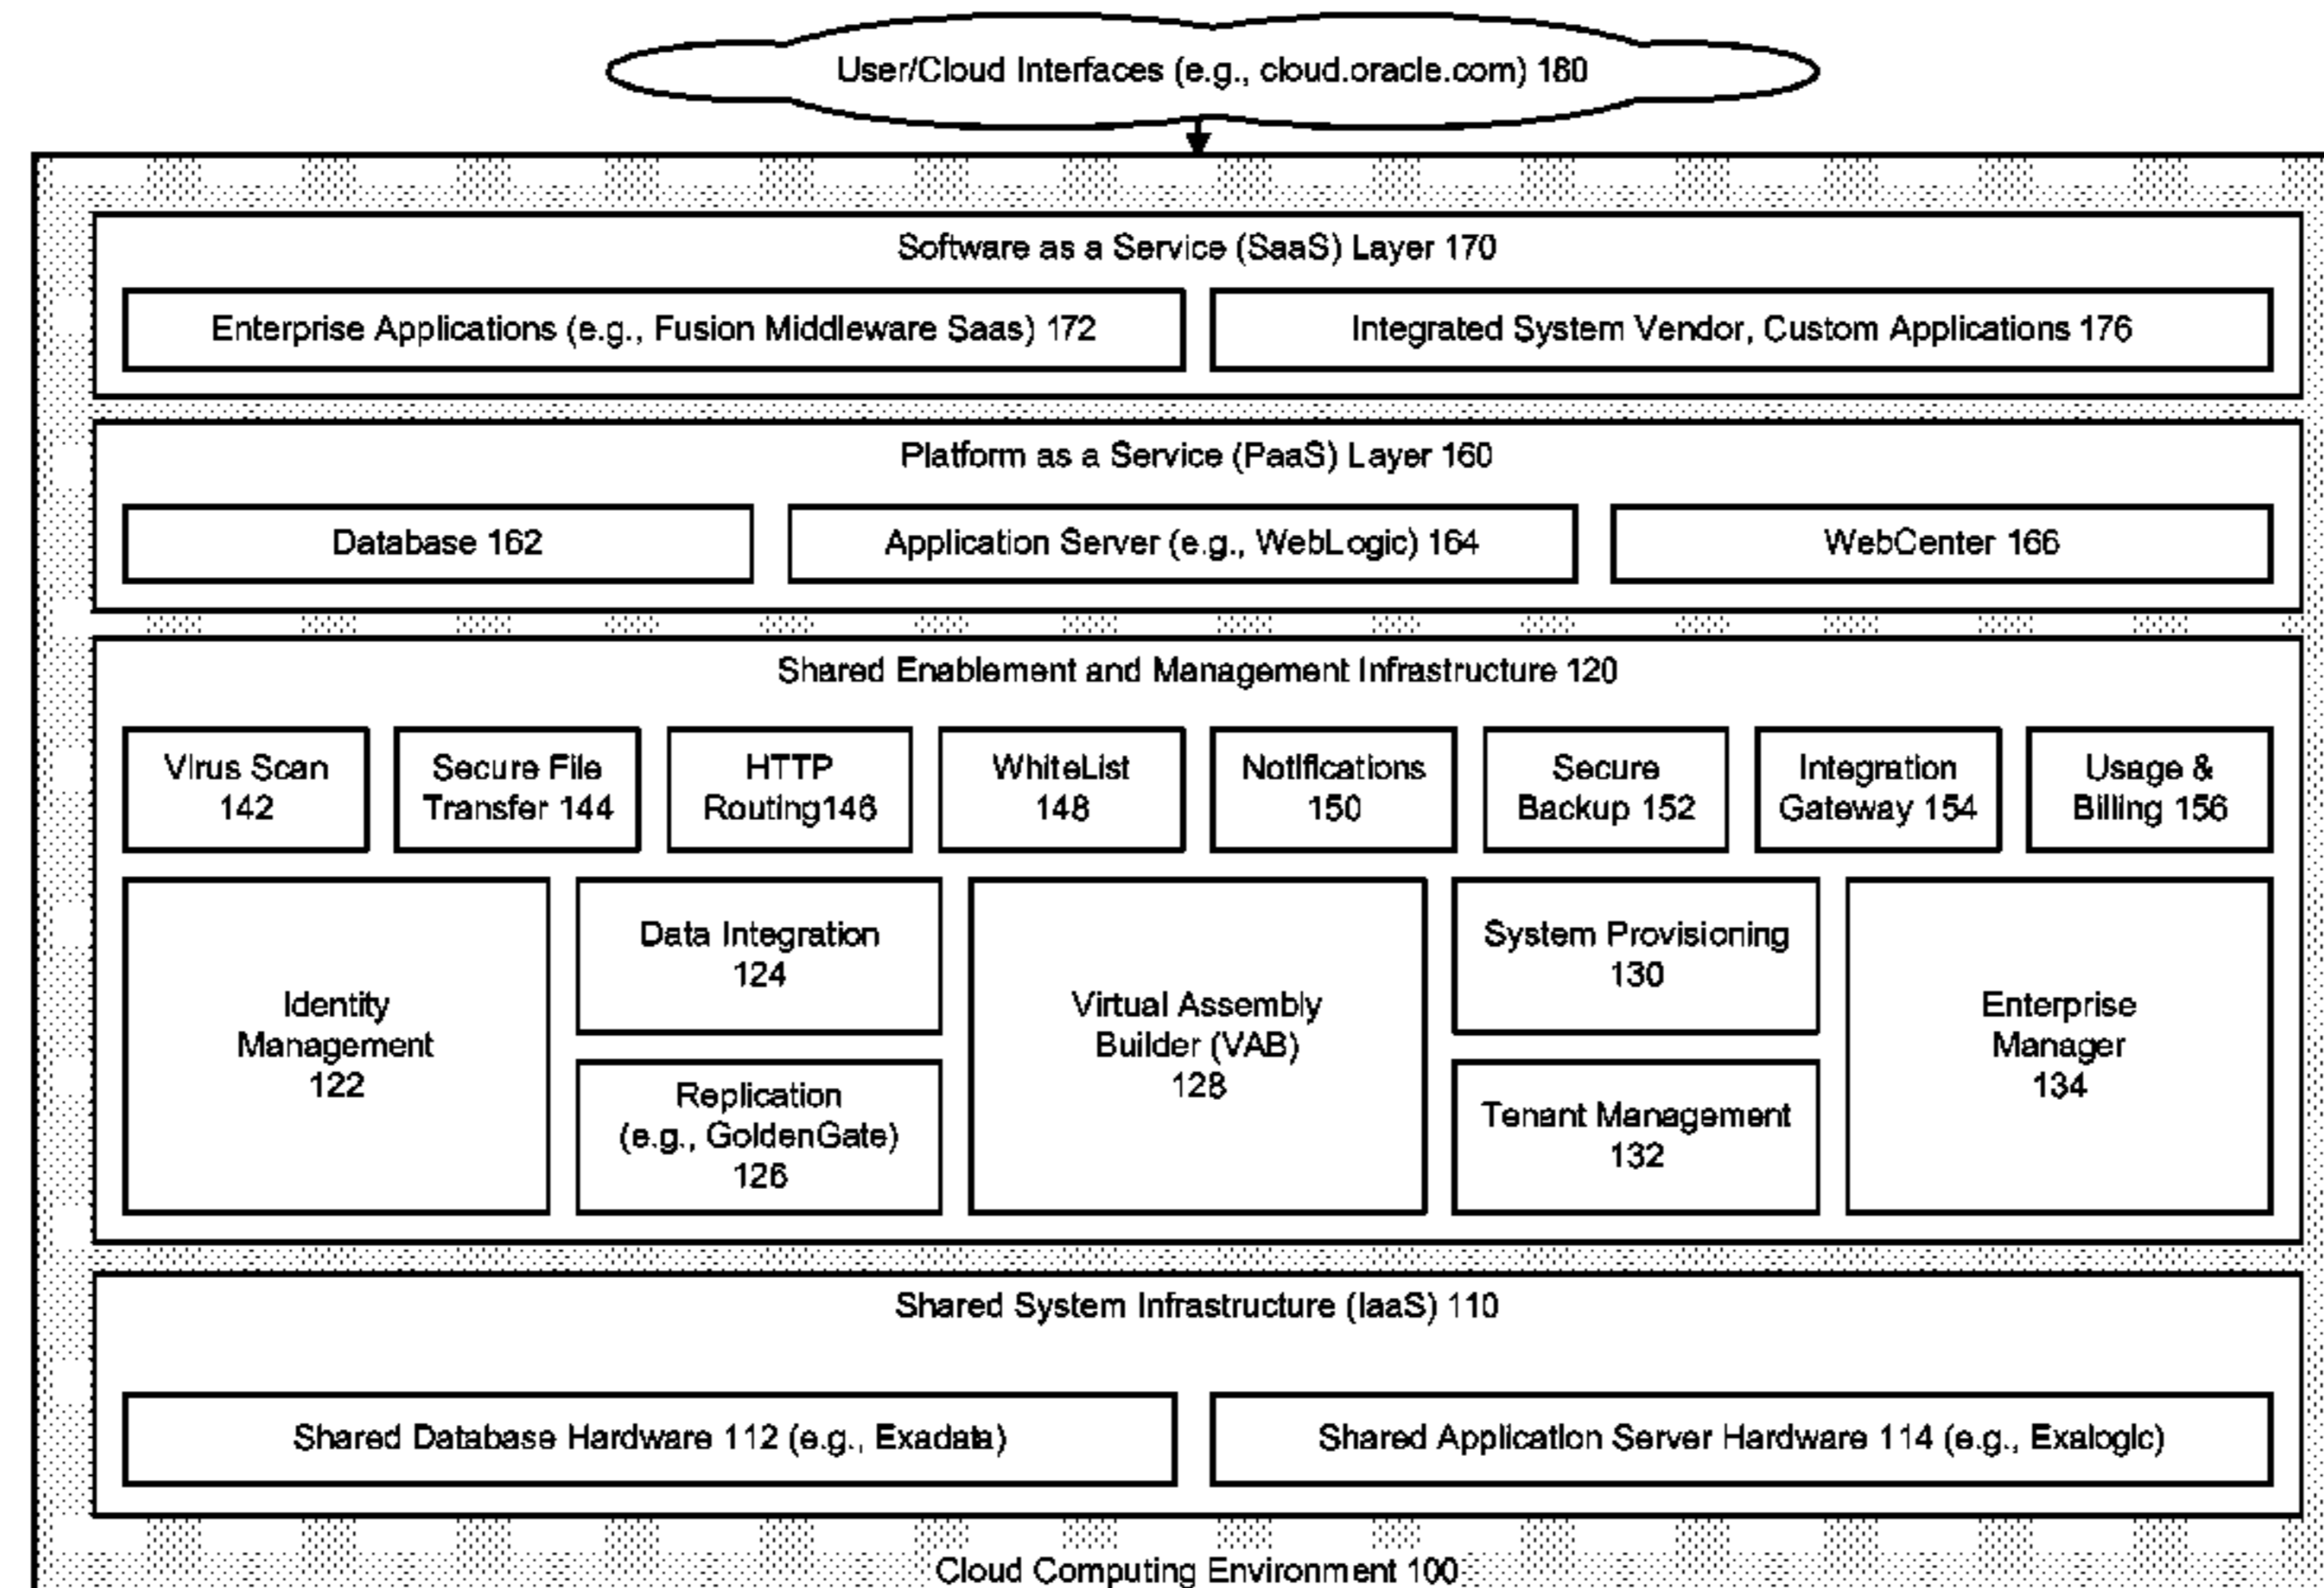 User/Cloud Interfaces (e.g., cloud.oracle.com) 180
Software as a Service (SaaS) Layer 170
Enterprise Applications (e.g., Fusion Middleware Saas) 172
Integrated System Vendor, Custom Applications 176
Platform as a Service (PaaS) Layer 160
Database 162
Application Server (e.g., WebLogic) 164
WebCenter 166
Shared Enablement and Management Infrastructure 120
Virus Scan
142
Secure File
Transfer 144
HTTP
Routing146
WhiteList
148
Notifications
150
Secure
Backup 152
Integration
Gateway 154
Usage &
Billing 156
Identity
Management
122
Data Integration
124
Replication
(e.g., GoldenGate)
126
Virtual Assembly
Builder (VAB)
128
System Provisioning
130
Tenant Management
132
Enterprise
Manager
134
Shared System Infrastructure (IaaS) 110
Shared Database Hardware 112 (e.g., Exadata)
Shared Application Server Hardware 114 (e.g., Exalogic)
Cloud Computing Environment 100